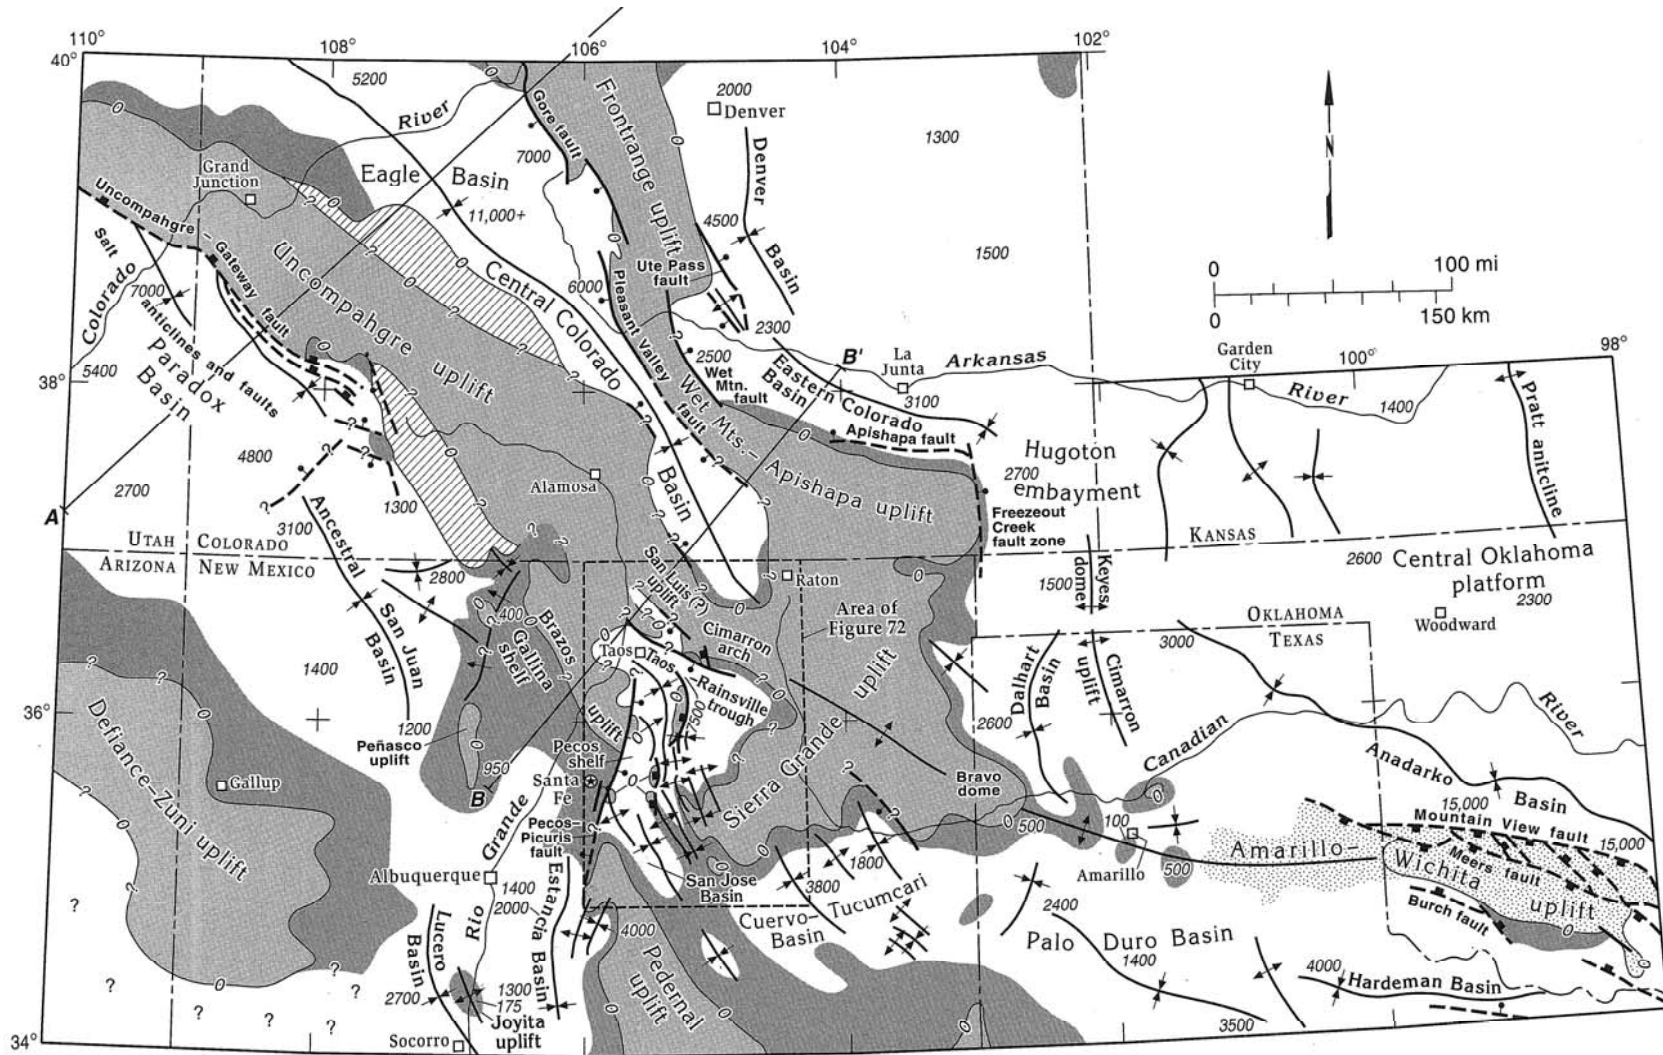 110°
108°
106°
104°
102°
40°
5200
0
2000
Denver
River
Gore fault
Frontrange uplift
7000
1300
Denver
Basin
N
Grand
Junction
Eagle Basin
11,000+
4500
1500
0 100 mi
0 150 km
Uncompahgre – Gateway fault
Salt anticlines and faults
7000
Colorado
Uncompahgre uplift
Central Colorado
Basin
6000
Pleasant Valley
fault
Ute Pass
fault
2300
98°
100°
38°
5400
Paradox
Basin
2500
Wet
Mtn.
fault
B'
La
Junta
Arkansas
River
Garden
City
1400
Eastern Colorado
Basin
3100
Apishapa fault
Wet Mts.– Apishapa uplift
Pratt anitcline
4800
2700
A
Alamosa
Hugoton
embayment
2700
Freezeout
Creek
fault zone
KANSAS
1300
3100
UTAH
COLORADO
ARIZONA
NEW MEXICO
Ancestral
San Juan
Basin
2800
400
Gallina
shelf
Brazos
uplift
San Luis(?)
uplift
Raton
Area of
Figure 72
1500
Keyes
dome
2600
Central Oklahoma
platform
2300
OKLAHOMA
TEXAS
Woodward
3000
Taos
Taos
–Rainsville
trough
Cimarron
arch
1400
36°
1200
Peñasco
uplift
950
B
Defiance–Zuni uplift
Gallup
7500
Pecos
shelf
Santa
Fe
Sierra Grande
uplift
Dalhart
Basin
Cimarron
uplift
2600
Bravo
dome
Canadian
River
Anadarko
Basin
15,000
Mountain View fault
15,000
Pecos–
Picuris
fault
Rio Grande
Albuquerque
1400
2000
Estancia Basin
San Jose
Basin
1800
3800
Cuervo–
Basin
Tucumcari
500
100
Amarillo
500
Amarillo–
Wichita
uplift
Meers fault
Burch fault
2400
Palo Duro Basin
1400
4000
Pedernal
uplift
Lucero
Basin
2700
1300
175
Joyita
uplift
Socorro
34°
4000
Hardeman Basin
3500